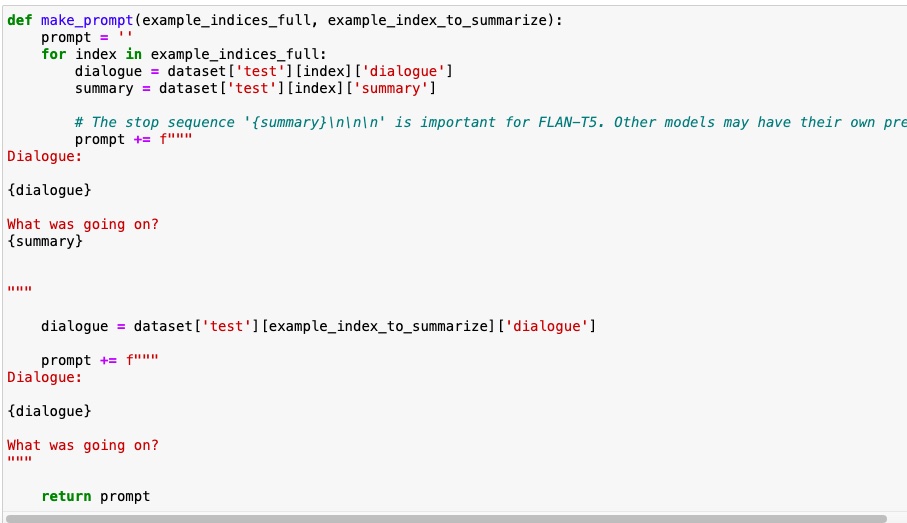 def make_prompt(example_indices_full, example_index_to_summarize):
    prompt = ''
    for index in example_indices_full:
        dialogue = dataset['test'][index]['dialogue']
        summary = dataset['test'][index]['summary']

        # The stop sequence '{summary}\n\n\n' is important for FLAN-T5. Other models may have their own pre
        prompt += f"""
Dialogue:

{dialogue}

What was going on?
{summary}


"""

    dialogue = dataset['test'][example_index_to_summarize]['dialogue']

    prompt += f"""
Dialogue:

{dialogue}

What was going on?
"""

    return prompt